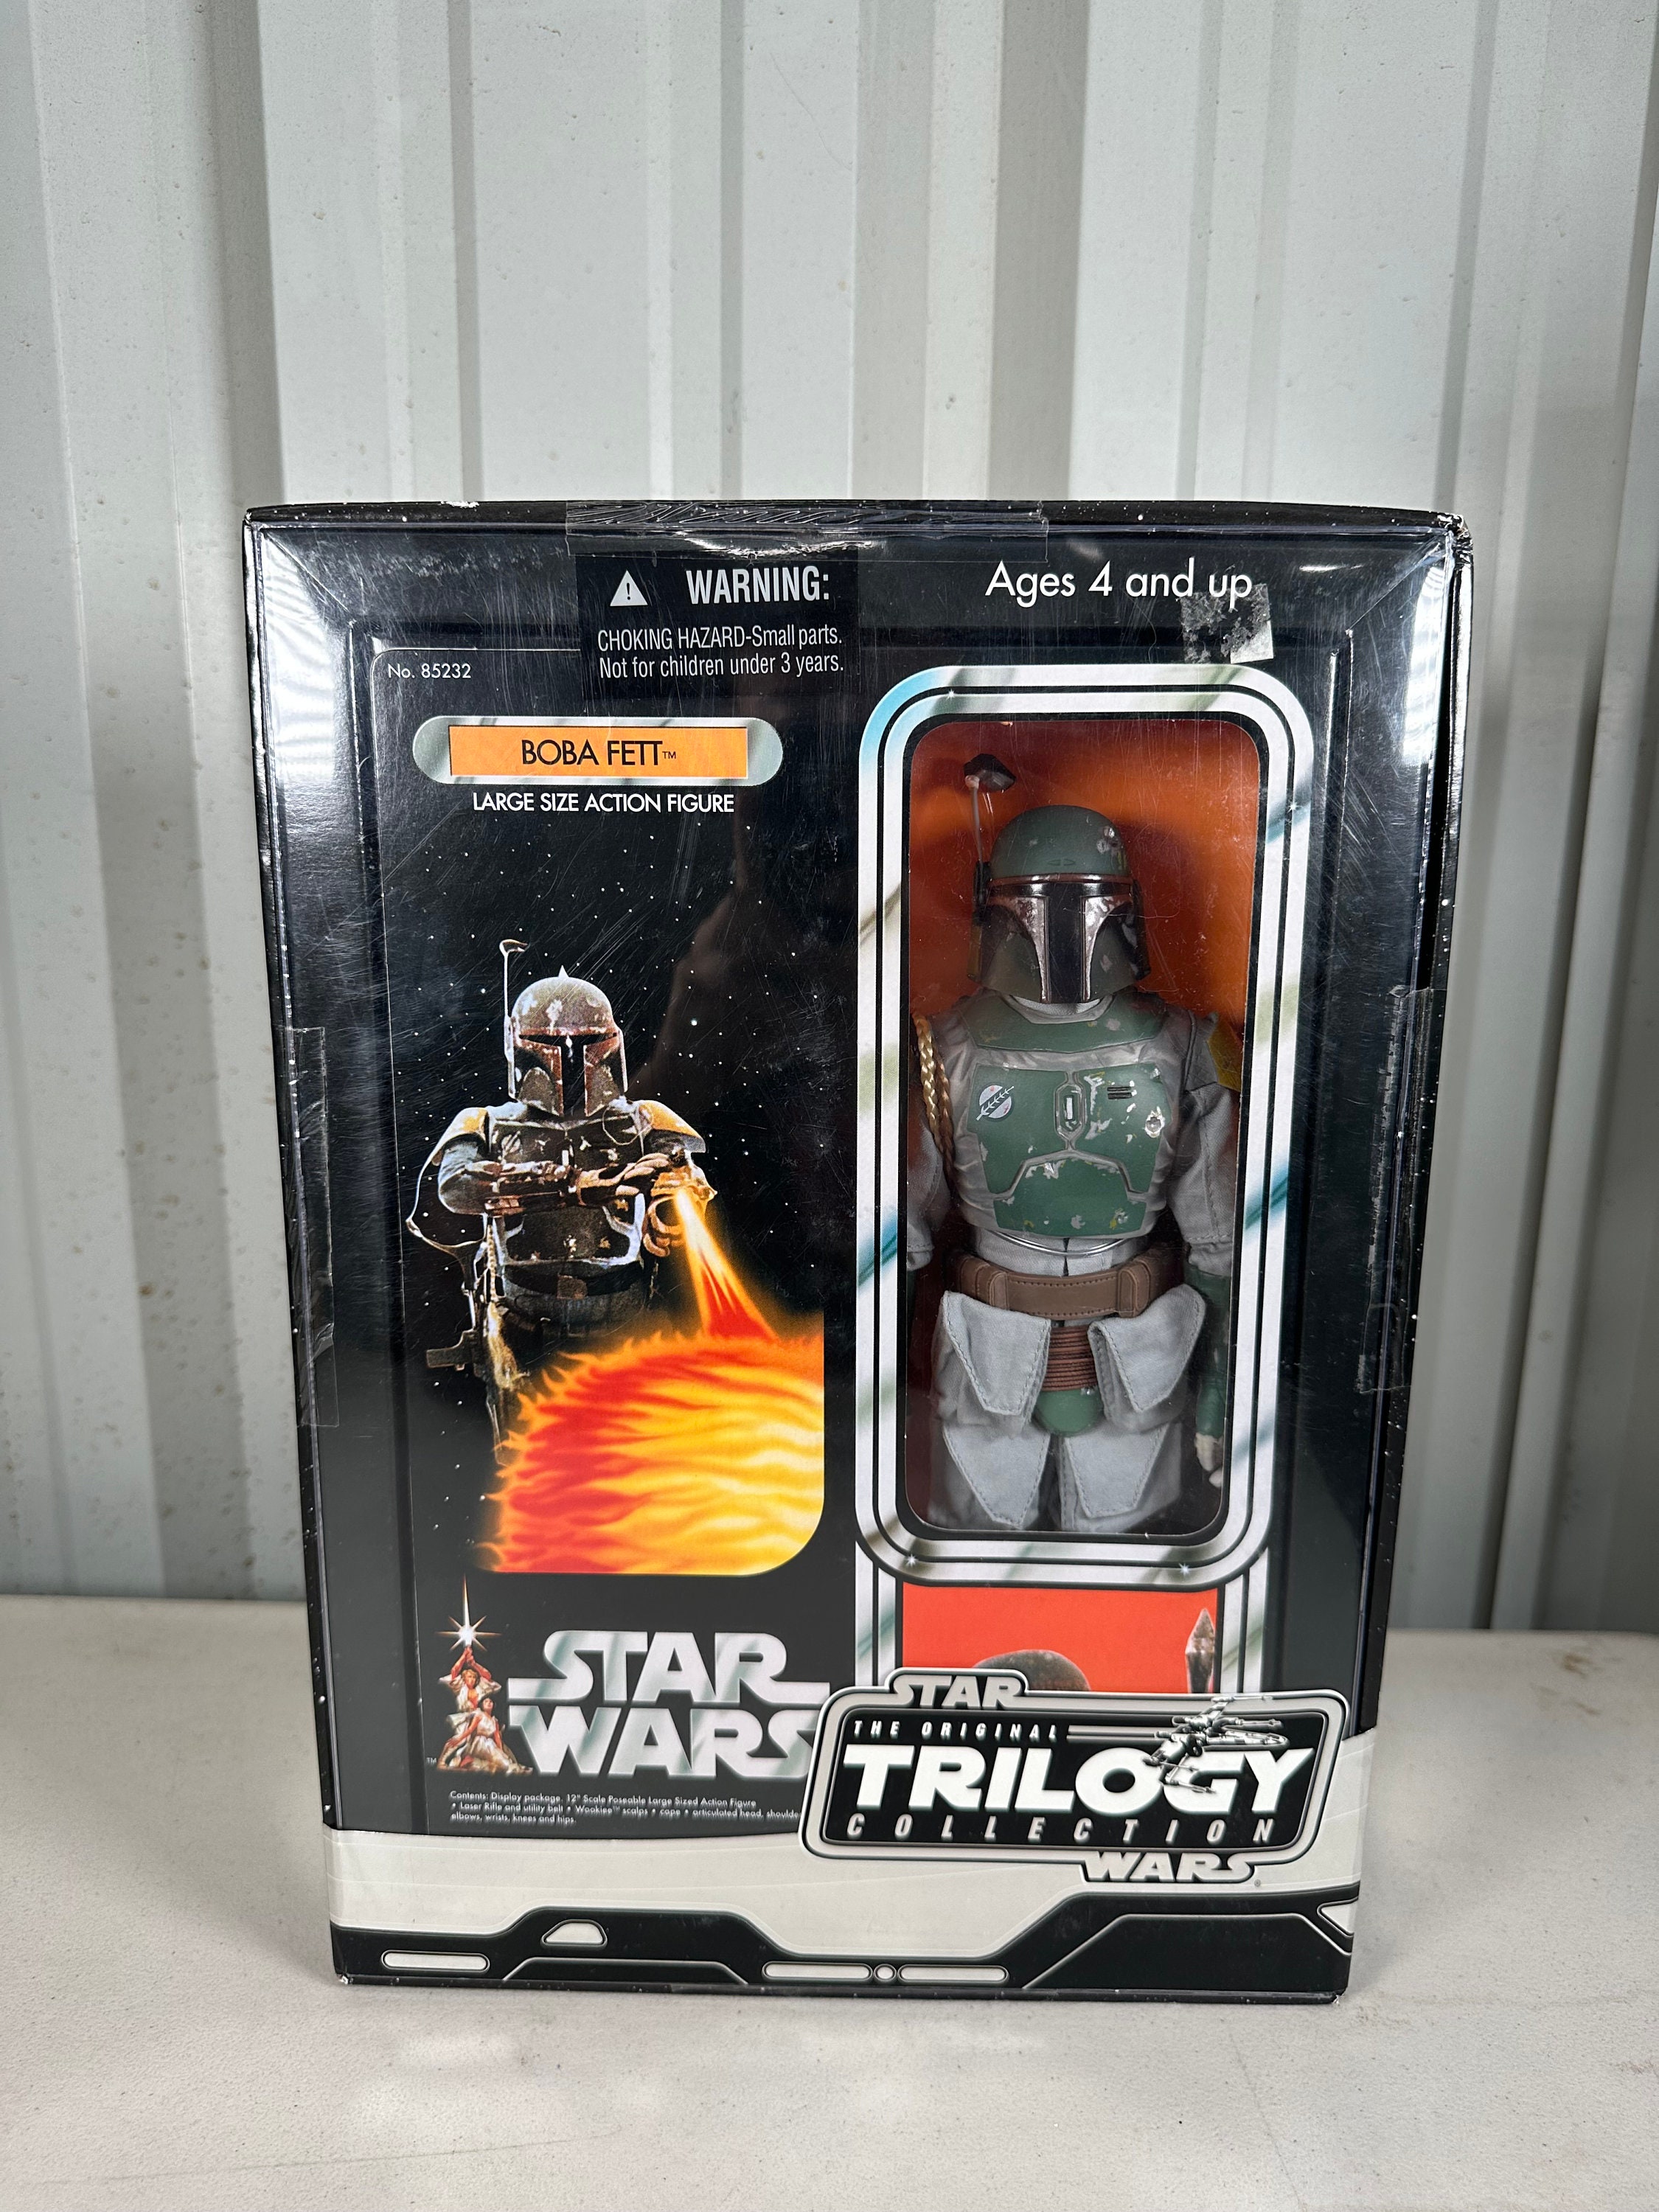 WARNING:
CHOKING HAZARD-Small parts.
Not for children under 3 years.
Ages 4 and up
No. 85232
BOBA FETT™
LARGE SIZE ACTION FIGURE
STAR
WARS
™
Contents: Display package. 12" Scale Poseable Large Sized Action Figure
• Laser Rifle and utility belt • Wookiee™ scalps • cape • articulated head, shoulde
elbows, wrists, knees and hips.
STAR
THE ORIGINAL
TRILOGY
COLLECTION
WARS